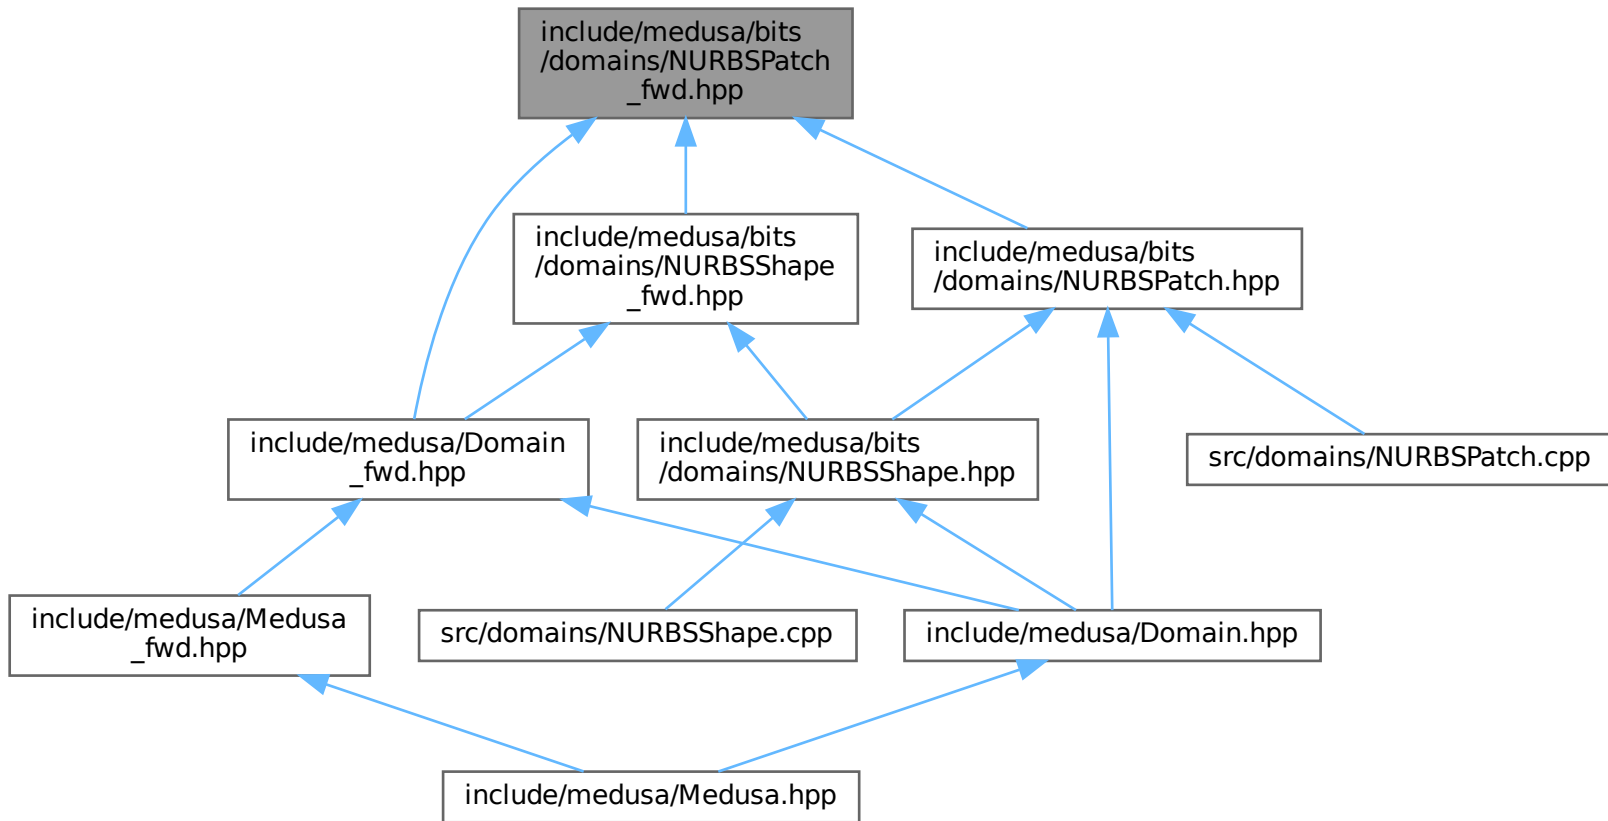 include/medusa/bits
/domains/NURBSPatch
_fwd.hpp
include/medusa/bits
/domains/NURBSShape
_fwd.hpp
include/medusa/bits
/domains/NURBSPatch.hpp
include/medusa/Domain
_fwd.hpp
include/medusa/bits
/domains/NURBSShape.hpp
src/domains/NURBSPatch.cpp
include/medusa/Medusa
_fwd.hpp
src/domains/NURBSShape.cpp
include/medusa/Domain.hpp
include/medusa/Medusa.hpp